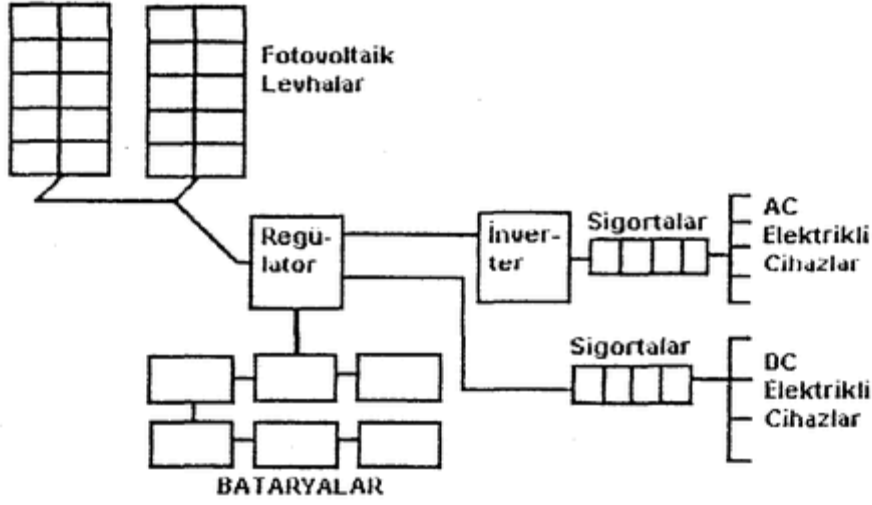 Fotovoltaik
Levhalar
Regü-
lator
İnver-
ter
Sigortalar
AC
Elektrikli
Cihazlar
Sigortalar
DC
Elektrikli
Cihazlar
BATARYALAR